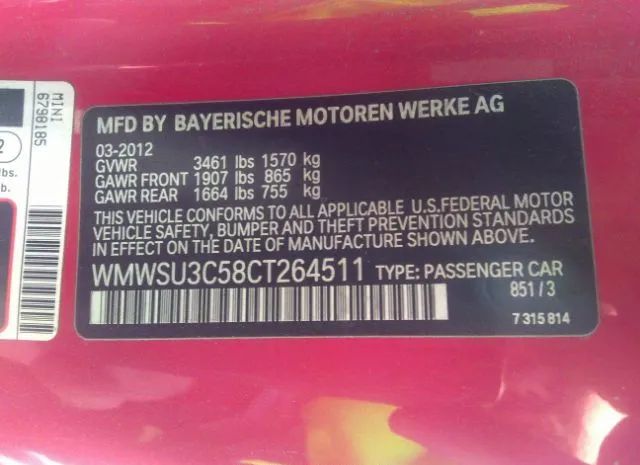 MINI
6798185
2
lbs.
b.
MFD BY BAYERISCHE MOTOREN WERKE AG
03-2012
GVWR 3461 lbs 1570 kg
GAWR FRONT 1907 lbs 865 kg
GAWR REAR 1664 lbs 755 kg
THIS VEHICLE CONFORMS TO ALL APPLICABLE U.S.FEDERAL MOTOR
VEHICLE SAFETY, BUMPER AND THEFT PREVENTION STANDARDS
IN EFFECT ON THE DATE OF MANUFACTURE SHOWN ABOVE.
WMWSU3C58CT264511 TYPE: PASSENGER CAR
851/3
7 315 814